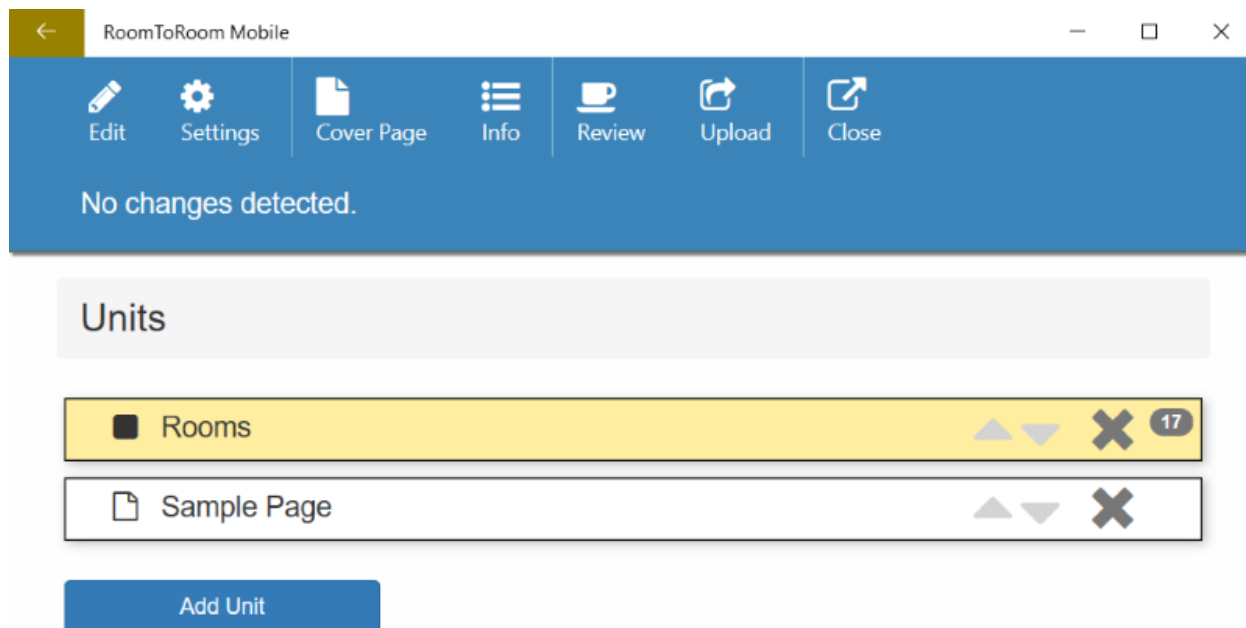 RoomToRoom Mobile
Edit Settings Cover Page Info Review Upload Close
No changes detected.
Units
Rooms 17
Sample Page
Add Unit